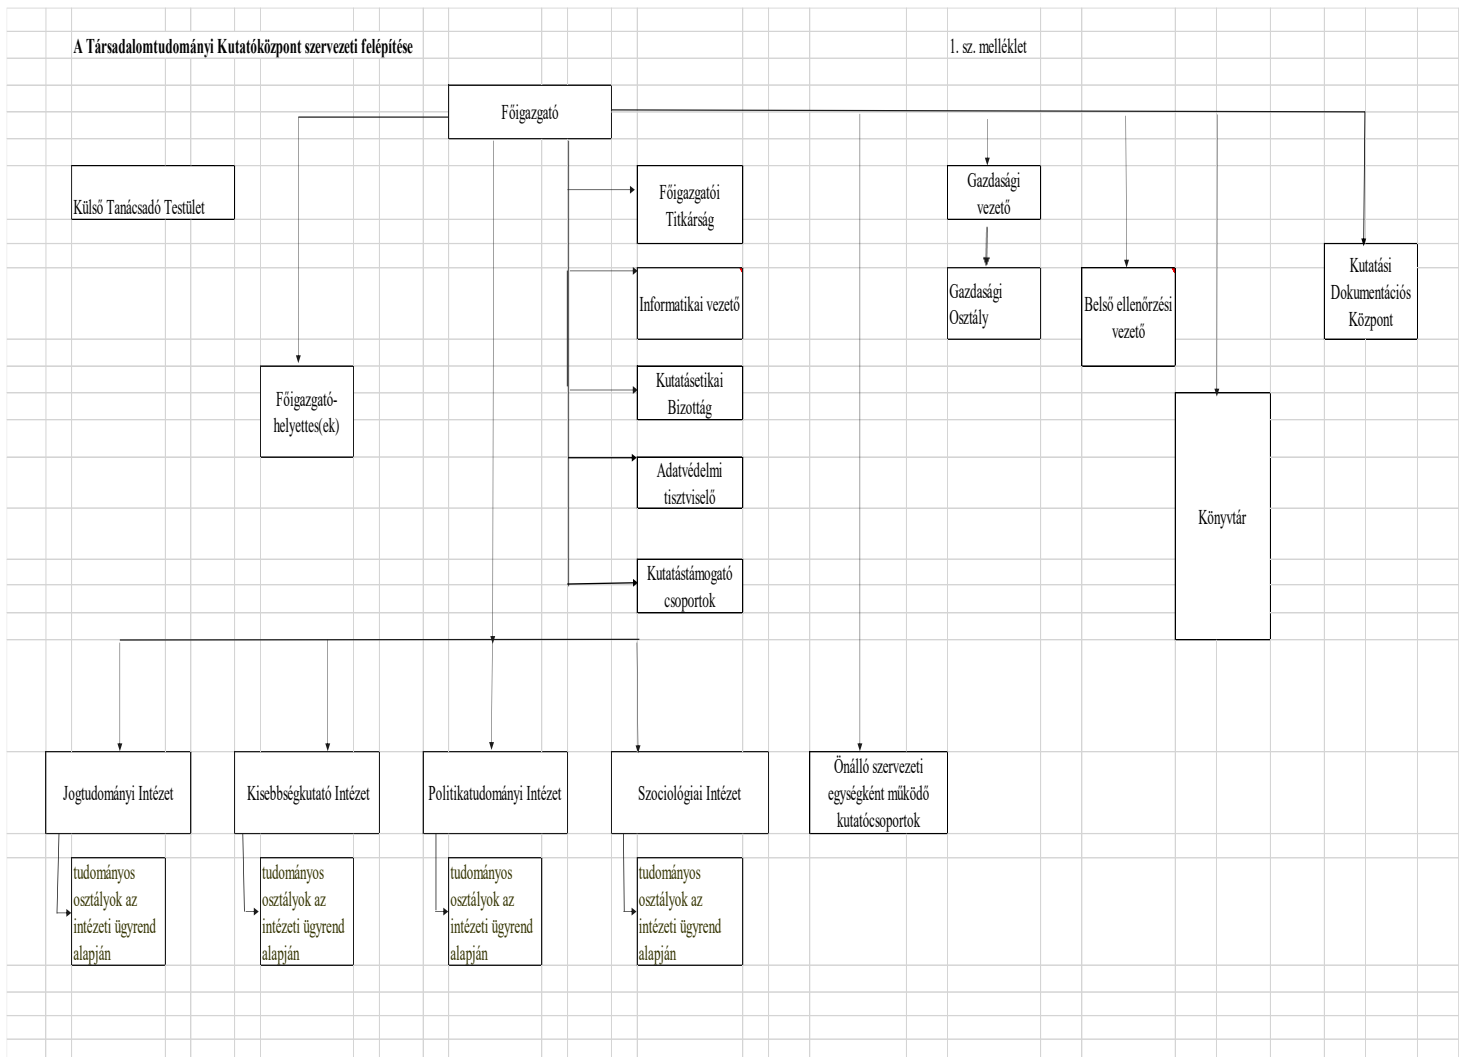 A Társadalomtudományi Kutatóközpont szervezeti felépítése
1. sz. melléklet
Főigazgató
Külső Tanácsadó Testület
Főigazgatói
Titkárság
Gazdasági
vezető
Informatikai vezető
Gazdasági
Osztály
Belső ellenőrzési
vezető
Kutatási
Dokumentációs
Központ
Főigazgató-
helyettes(ek)
Kutatásetikai
Bizottág
Adatvédelmi
tisztviselő
Könyvtár
Kutatástámogató
csoportok
Jogtudományi Intézet
Kisebbségkutató Intézet
Politikatudományi Intézet
Szociológiai Intézet
Önálló szervezeti
egységként működő
kutatócsoportok
tudományos
osztályok az
intézeti ügyrend
alapján
tudományos
osztályok az
intézeti ügyrend
alapján
tudományos
osztályok az
intézeti ügyrend
alapján
tudományos
osztályok az
intézeti ügyrend
alapján